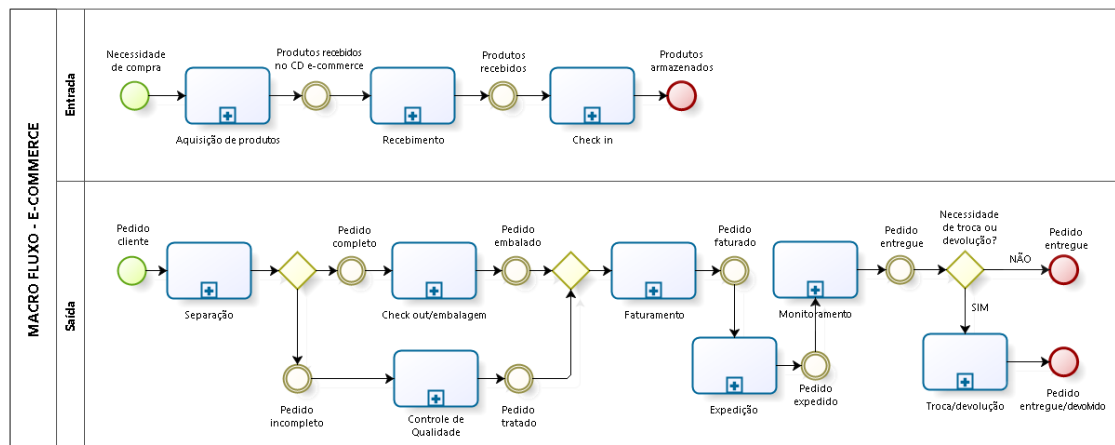 MACRO FLUXO - E-COMMERCE
Entrada
Necessidade
de compra
Aquisição de produtos
Produtos recebidos
no CD e-commerce
Recebimento
Produtos
recebidos
Check in
Produtos
armazenados
Saída
Pedido
cliente
Separação
Pedido
completo
Check out/embalagem
Pedido
embalado
Pedido
incompleto
Controle de
Qualidade
Pedido
tratado
Faturamento
Pedido
faturado
Expedição
Pedido
expedido
Monitoramento
Pedido
entregue
Necessidade
de troca ou
devolução?
NÃO
Pedido
entregue
SIM
Troca/devolução
Pedido
entregue/devolvido